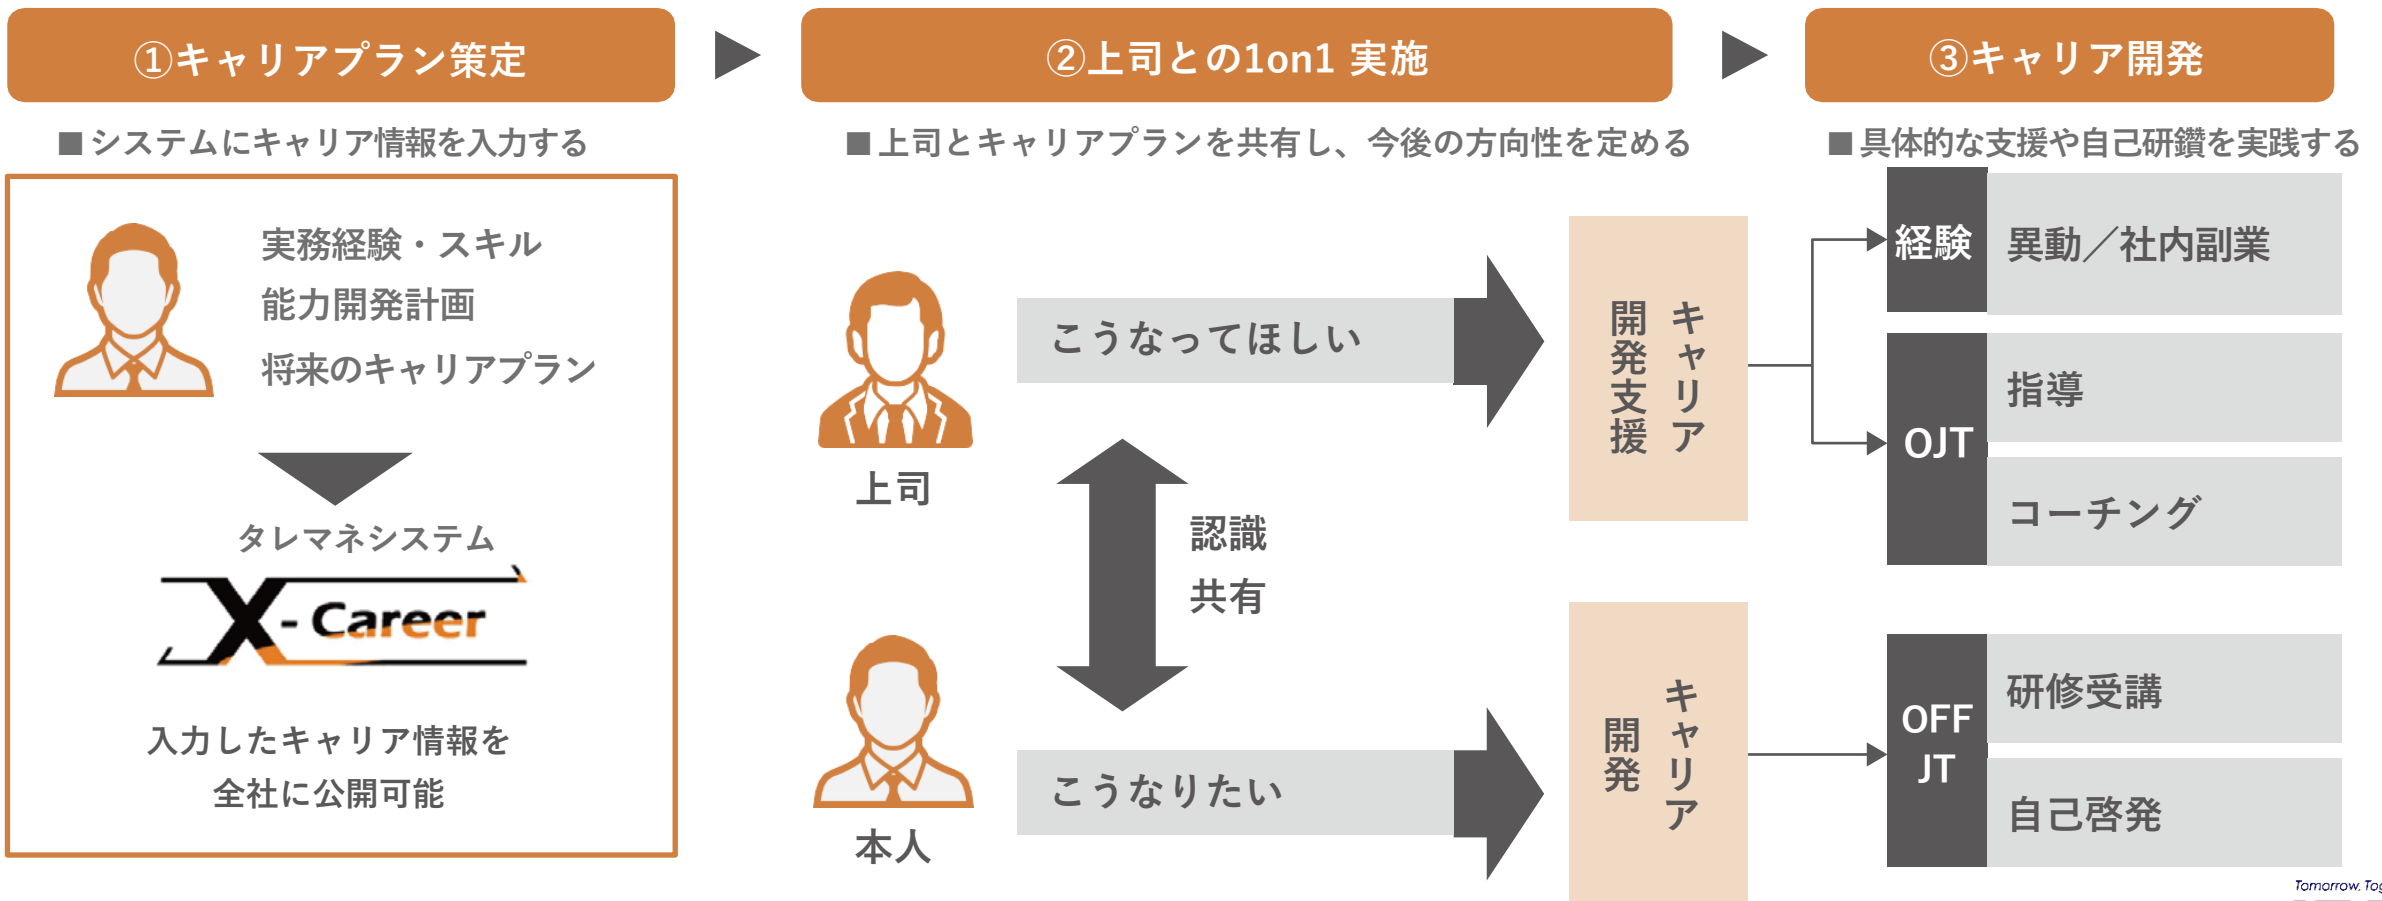 ①キャリアプラン策定
■システムにキャリア情報を入力する
実務経験・スキル
能力開発計画
将来のキャリアプラン
タレマネシステム
X-Career
入力したキャリア情報を
全社に公開可能
②上司との1on1 実施
■上司とキャリアプランを共有し、今後の方向性を定める
上司
こうなってほしい
認識
共有
本人
こうなりたい
キャリア
開発支援
キャリア
開発
③キャリア開発
■具体的な支援や自己研鑽を実践する
経験
異動／社内副業
OJT
指導
コーチング
OFF
JT
研修受講
自己啓発
Tomorrow.